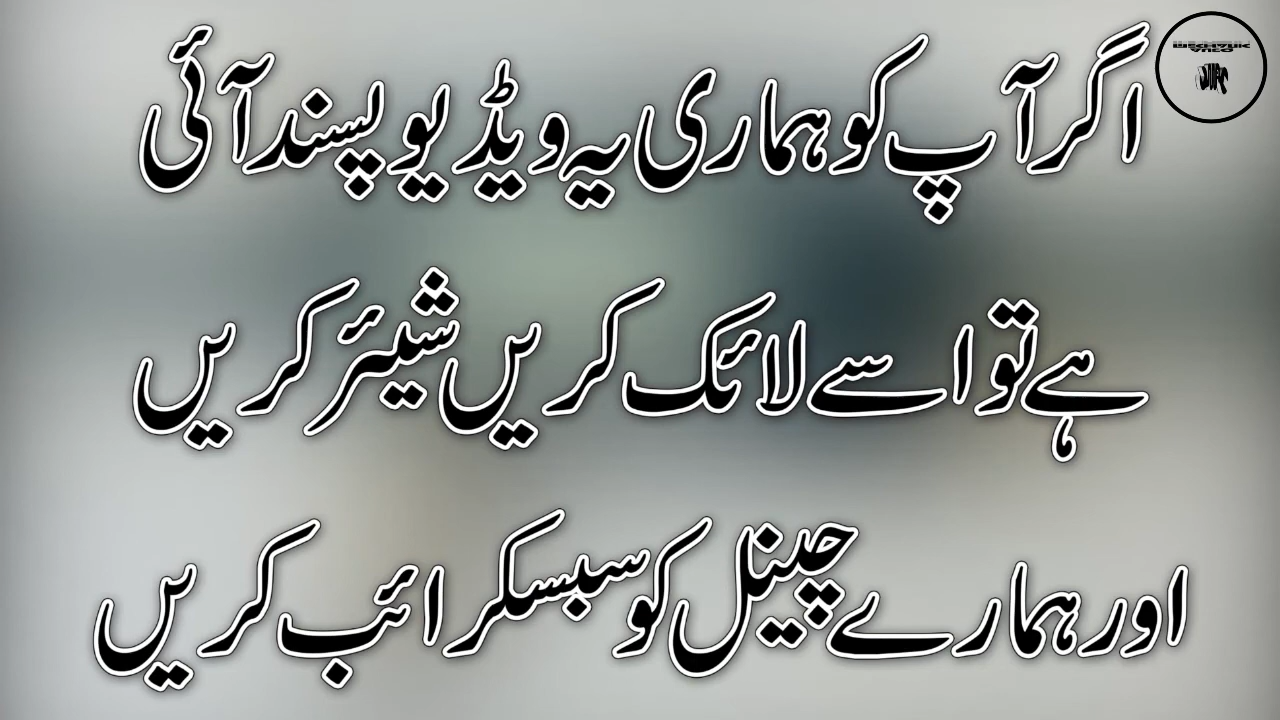 اگر آپ کو ہماری یہ ویڈیو پسند آئی
ہے تو اسے لائک کریں شیئر کریں
اور ہمارے چینل کو سبسکرائب کریں